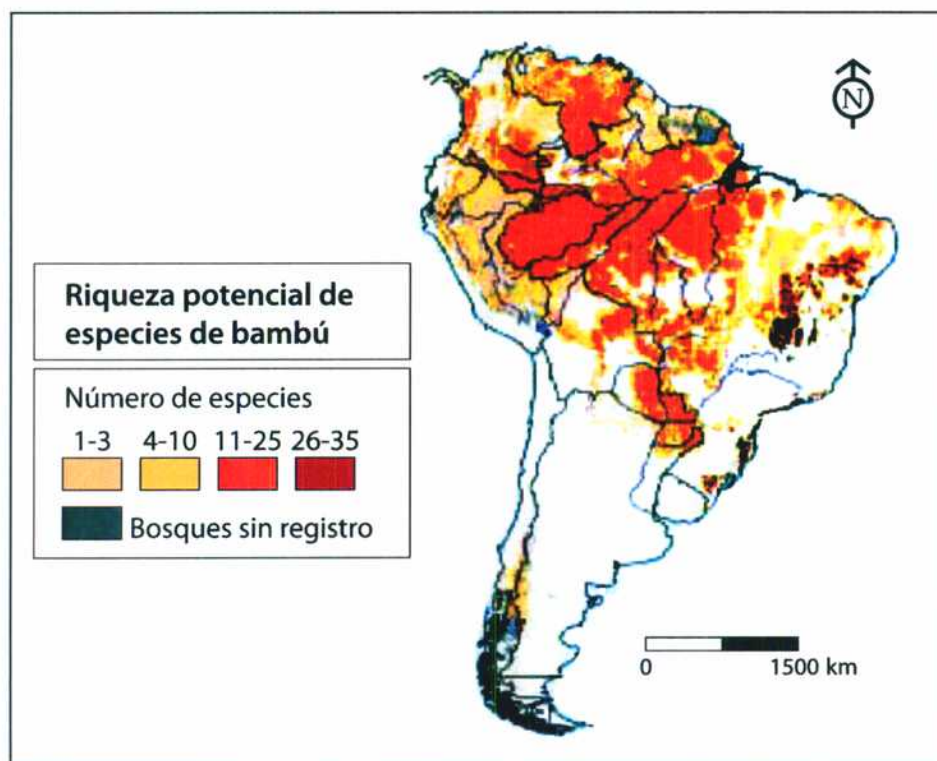 N
Riqueza potencial de
especies de bambú
Número de especies
1-3 4-10 11-25 26-35
Bosques sin registro
0 1500 km